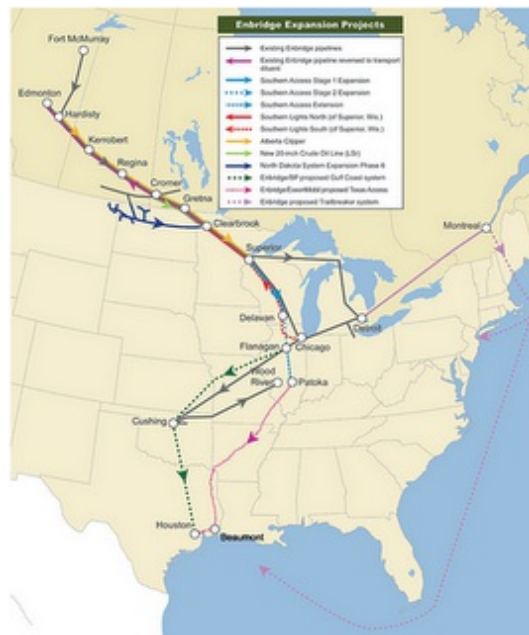 Enbridge Expansion Projects
Existing Enbridge pipelines
Existing Enbridge pipeline reversed to transport
diluent
Southern Access Stage 1 Expansion
Southern Access Stage 2 Expansion
Southern Access Extension
Southern Lights North (of Superior, Wis.)
Southern Lights South (of Superior, Wis.)
Alberta Clipper
New 20-inch Crude Oil Line (LSr)
North Dakota System Expansion Phase 6
Enbridge/BP proposed Gulf Coast system
Enbridge/ExxonMobil proposed Texas Access
Enbridge proposed Trailbreaker system
Fort McMurray
Edmonton
Hardisty
Kerrobert
Regina
Cromer
Gretna
Clearbrook
Superior
Montreal
Delavan
Detroit
Flanagan
Chicago
Wood
River
Patoka
Cushing
Houston
Beaumont